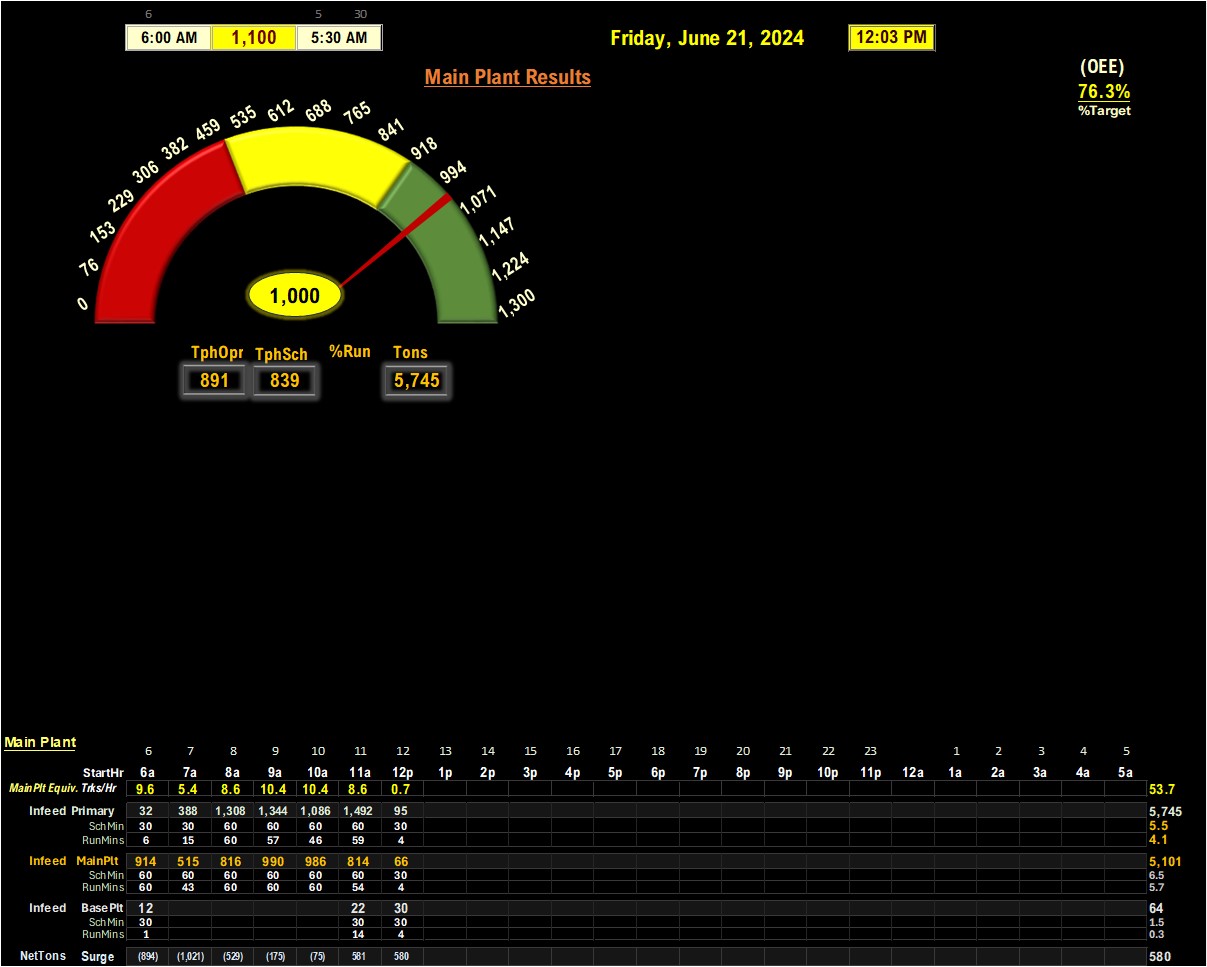 6 5 30
6:00 AM 1,100 5:30 AM Friday, June 21, 2024 12:03 PM
(OEE)
Main Plant Results
76.3%
%Target
0 76 153 229 306 382 459 535 612 688 765 841 918 994 1,071 1,147 1,224 1,300
1,000
TphOpr TphSch %Run Tons
891 839 5,745
Main Plant
6 7 8 9 10 11 12 13 14 15 16 17 18 19 20 21 22 23 1 2 3 4 5
StartHr 6a 7a 8a 9a 10a 11a 12p 1p 2p 3p 4p 5p 6p 7p 8p 9p 10p 11p 12a 1a 2a 3a 4a 5a
MainPlt Equiv. Trks/Hr 9.6 5.4 8.6 10.4 10.4 8.6 0.7 53.7
Infeed Primary 32 388 1,308 1,344 1,086 1,492 95 5,745
SchMin 30 30 60 60 60 60 30 5.5
RunMins 6 15 60 57 46 59 4 4.1
Infeed MainPlt 914 515 816 990 986 814 66 5,101
SchMin 60 60 60 60 60 60 30 6.5
RunMins 60 43 60 60 60 54 4 5.7
Infeed BasePlt 12 22 30 64
SchMin 30 30 30 1.5
RunMins 1 14 4 0.3
NetTons Surge (894) (1,021) (529) (175) (75) 581 580 580